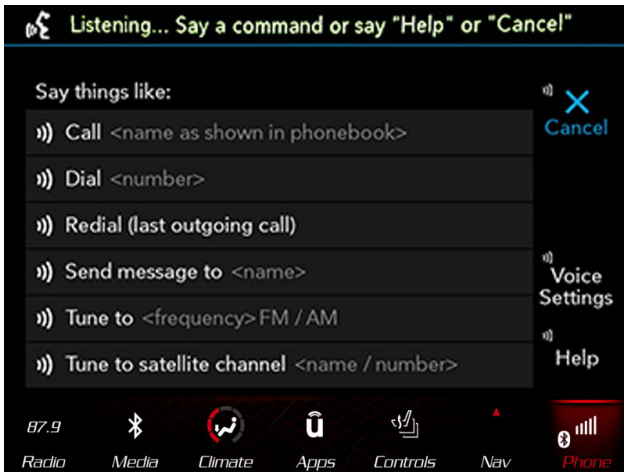 Listening... Say a command or say "Help" or "Cancel"
Say things like:
Call <name as shown in phonebook>
Dial <number>
Redial (last outgoing call)
Send message to <name>
Tune to <frequency> FM / AM
Tune to satellite channel <name / number>
Cancel
Voice
Settings
Help
87.9
û
Radio Media Climate Apps Controls Nav Phone